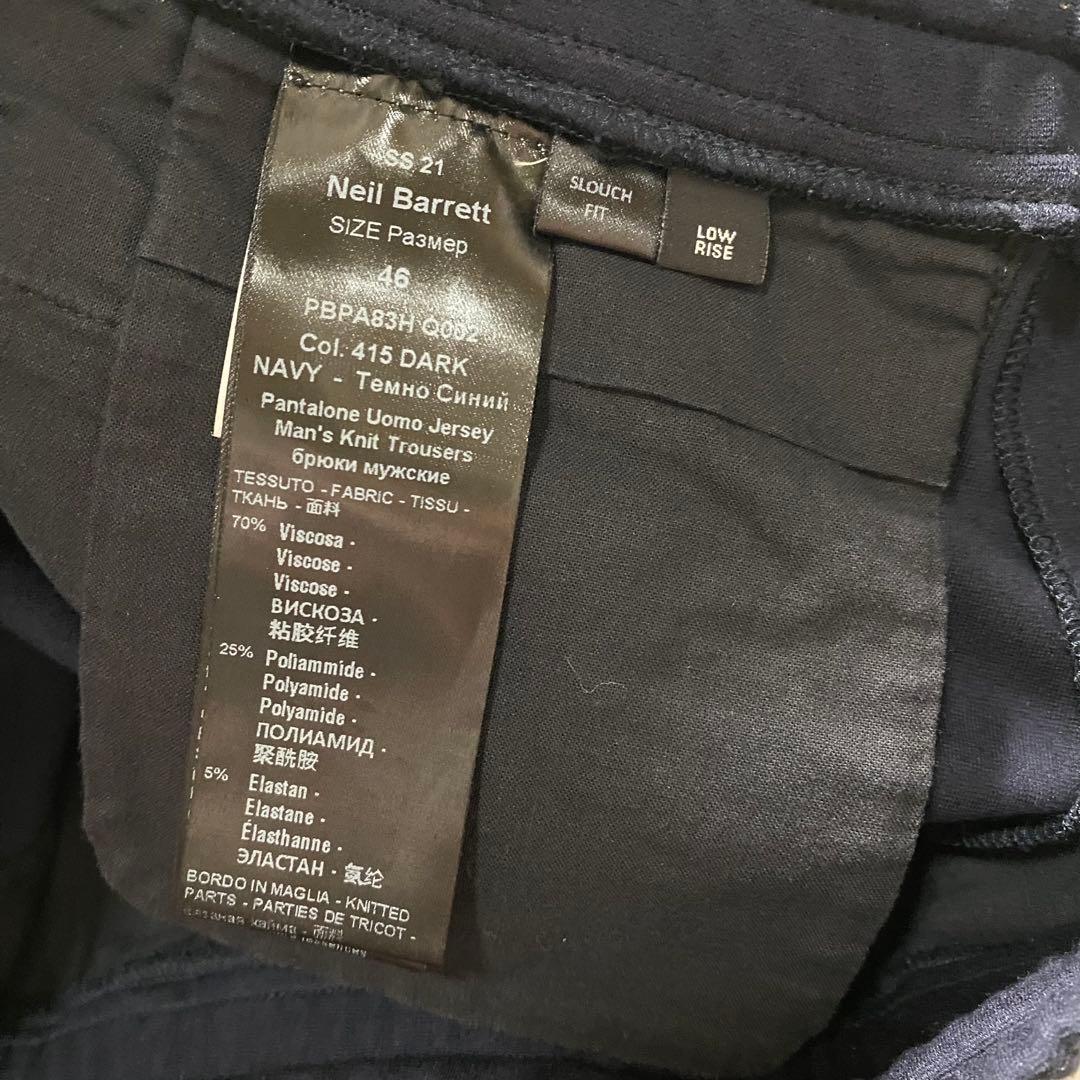 SS 21
Neil Barrett
SIZE Размер
46
PBPA83H Q002
Col. 415 DARK
NAVY - Темно Синий
Pantalone Uomo Jersey
Man's Knit Trousers
брюки мужские
TESSUTO - FABRIC - TISSU -
ТКАНЬ - 面料
70% Viscosa -
Viscose -
Viscose -
ВИСКОЗА -
粘胶纤维
25% Poliammide -
Polyamide -
Polyamide -
ПОЛИАМИД -
聚酰胺
5% Elastan -
Elastane -
Élasthanne -
ЭЛАСТАН - 氨纶
BORDO IN MAGLIA - KNITTED
PARTS - PARTIES DE TRICOT -
SLOUCH
FIT
LOW
RISE